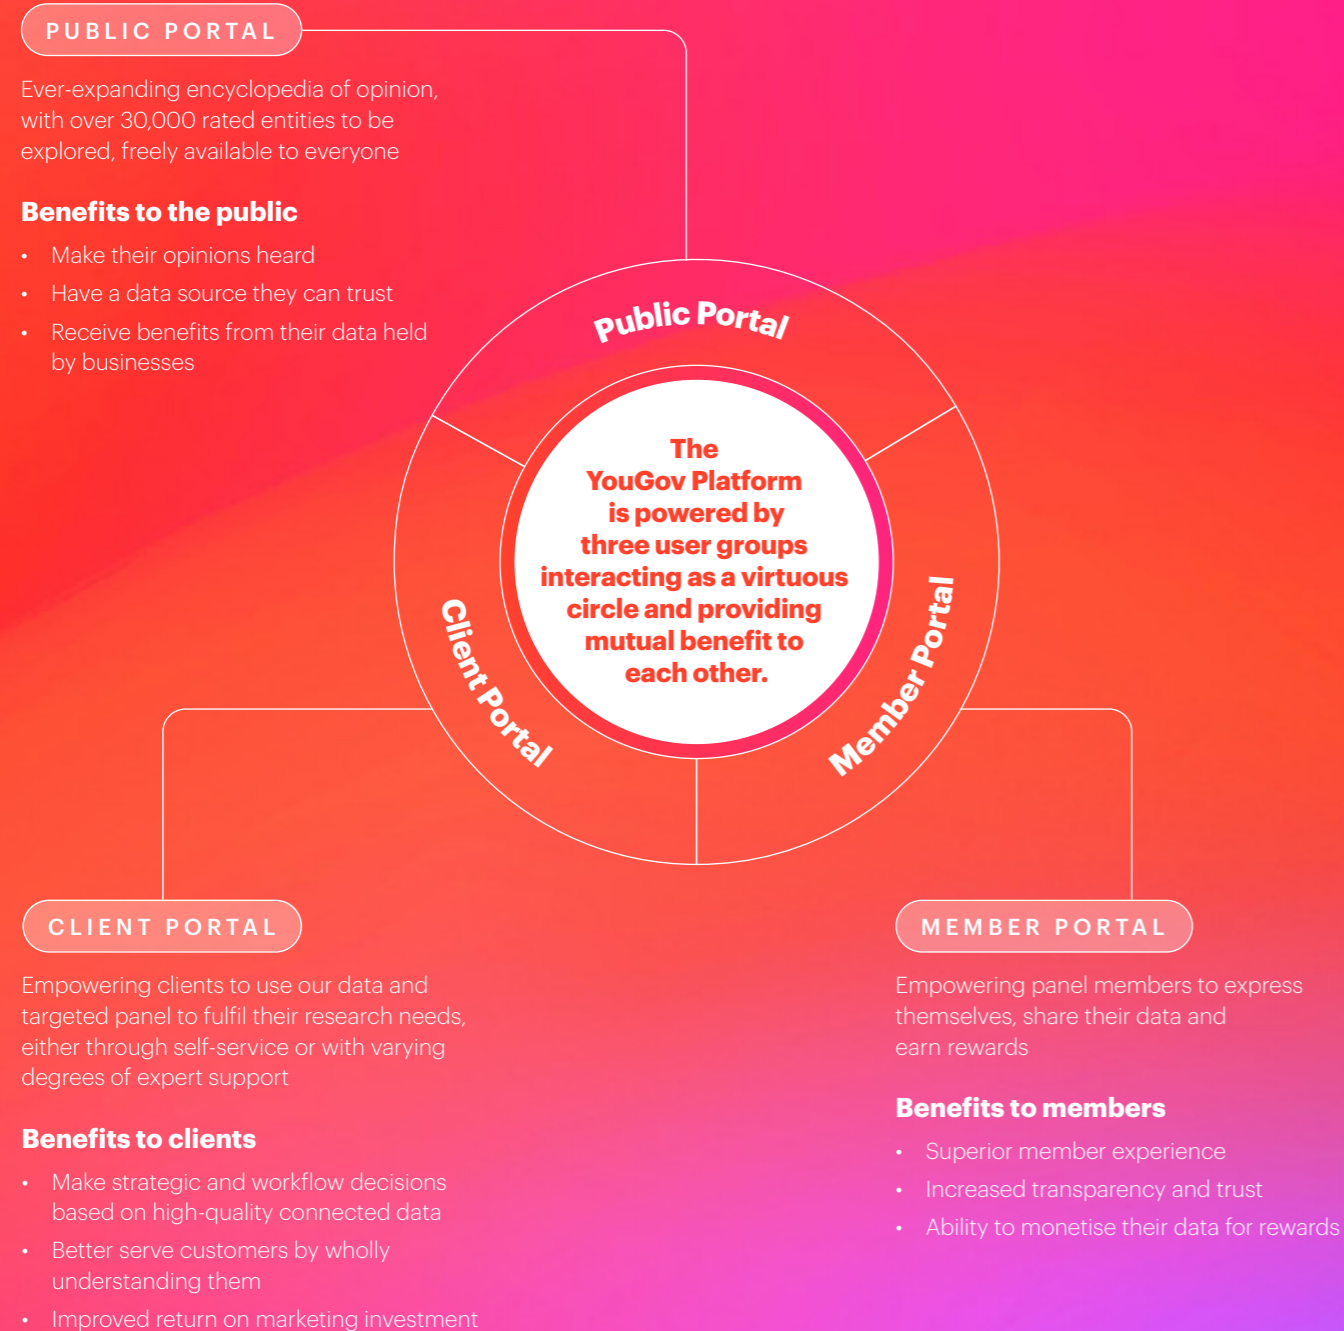 PUBLIC PORTAL
Ever-expanding encyclopedia of opinion,
with over 30,000 rated entities to be
explored, freely available to everyone
Benefits to the public
• Make their opinions heard
• Have a data source they can trust
• Receive benefits from their data held
by businesses
Public Portal
The
YouGov Platform
is powered by
three user groups
interacting as a virtuous
circle and providing
mutual benefit to
each other.
Client Portal
Member Portal
CLIENT PORTAL
Empowering clients to use our data and
targeted panel to fulfil their research needs,
either through self-service or with varying
degrees of expert support
Benefits to clients
• Make strategic and workflow decisions
based on high-quality connected data
• Better serve customers by wholly
understanding them
• Improved return on marketing investment
MEMBER PORTAL
Empowering panel members to express
themselves, share their data and
earn rewards
Benefits to members
• Superior member experience
• Increased transparency and trust
• Ability to monetise their data for rewards